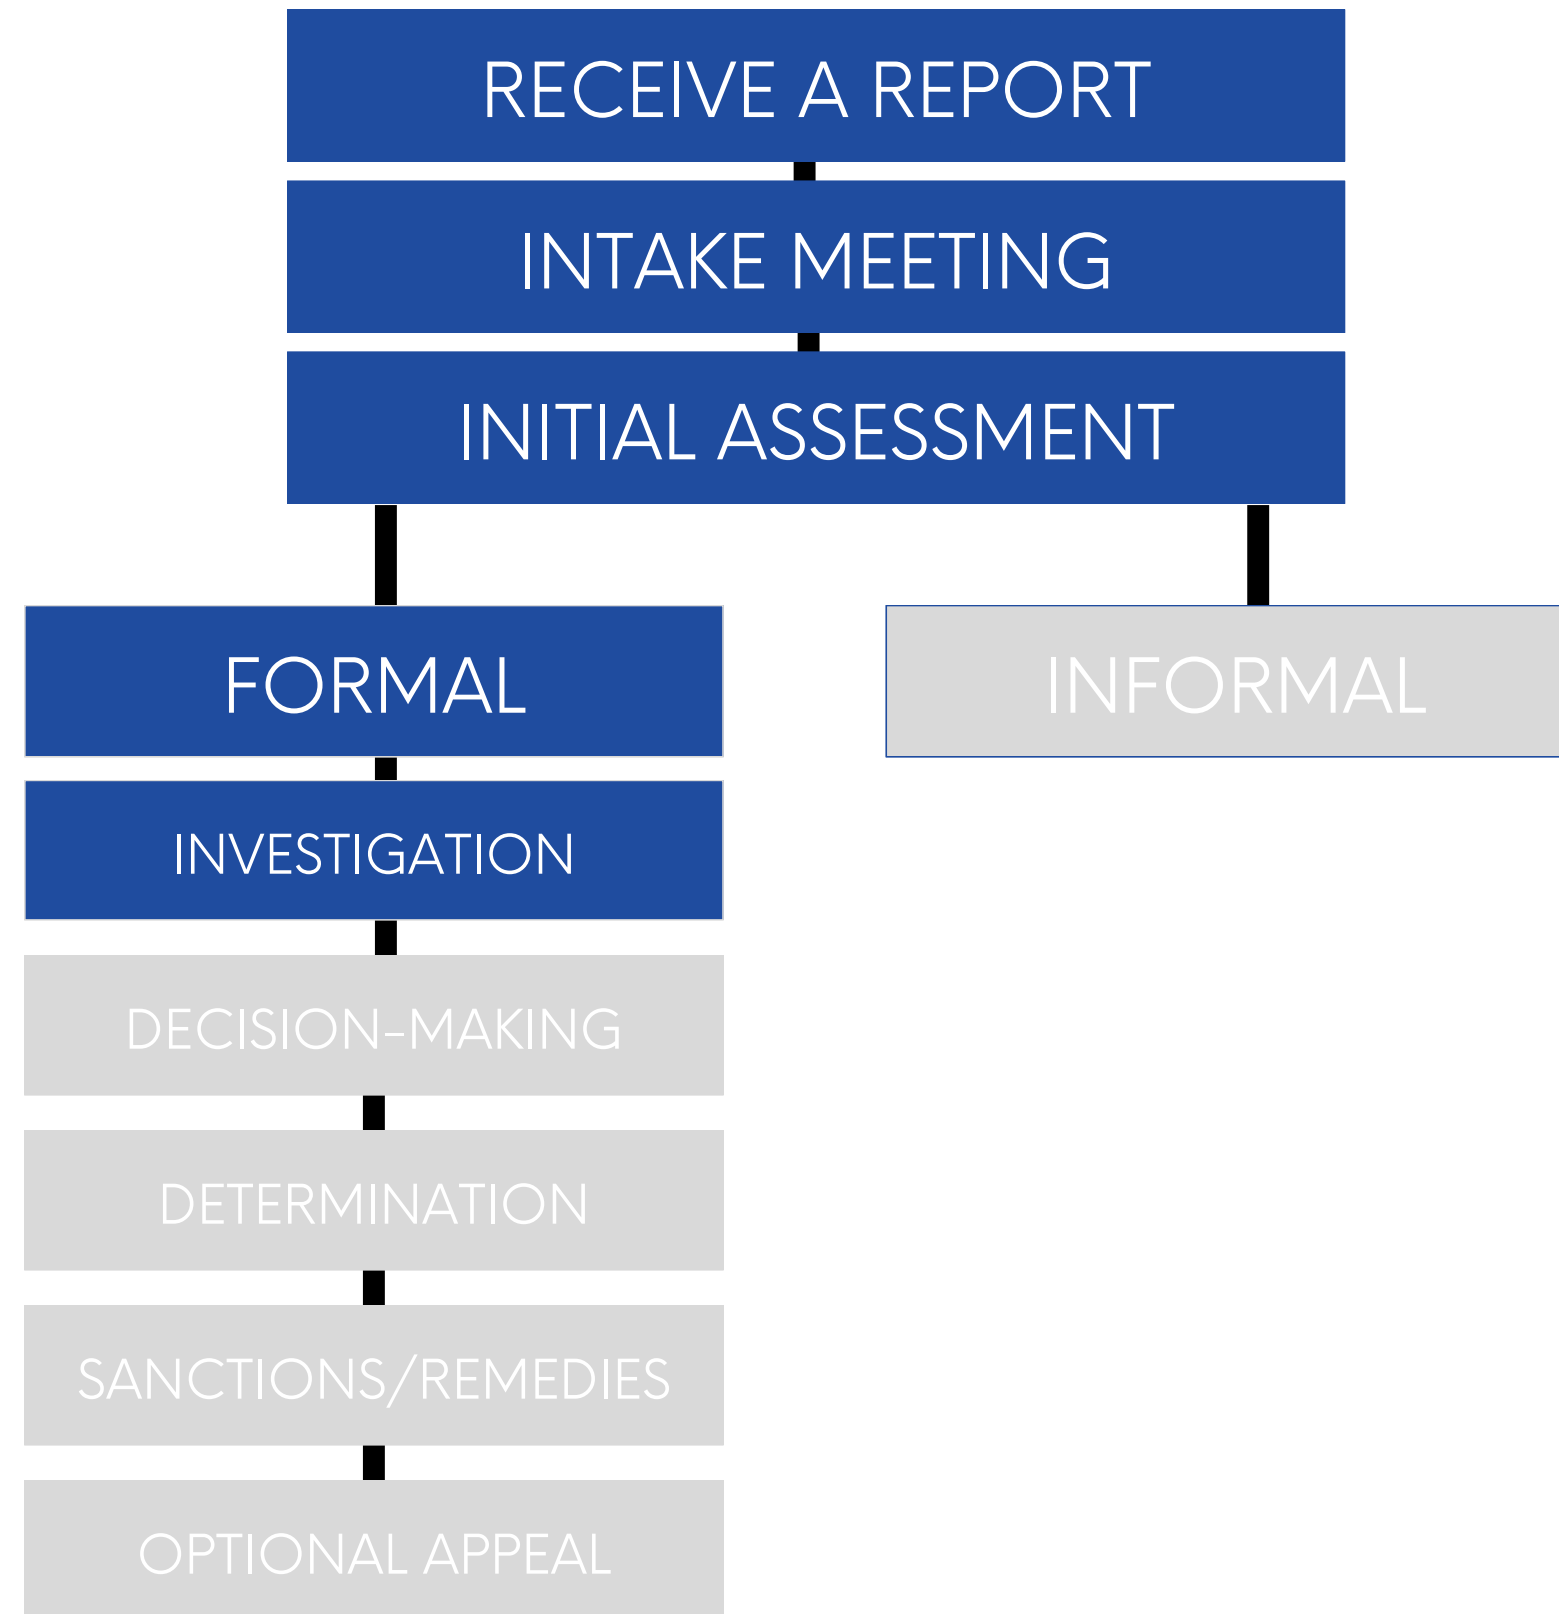 RECEIVE A REPORT
INTAKE MEETING
INITIAL ASSESSMENT
FORMAL
INFORMAL
INVESTIGATION
DECISION-MAKING
DETERMINATION
SANCTIONS/REMEDIES
OPTIONAL APPEAL